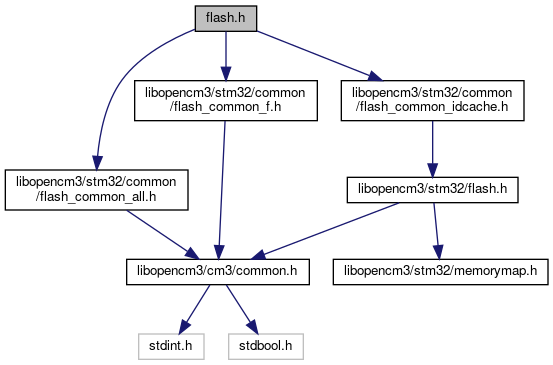 flash.h
libopencm3/stm32/common
/flash_common_f.h
libopencm3/stm32/common
/flash_common_idcache.h
libopencm3/stm32/common
/flash_common_all.h
libopencm3/stm32/flash.h
libopencm3/cm3/common.h
libopencm3/stm32/memorymap.h
stdint.h
stdbool.h